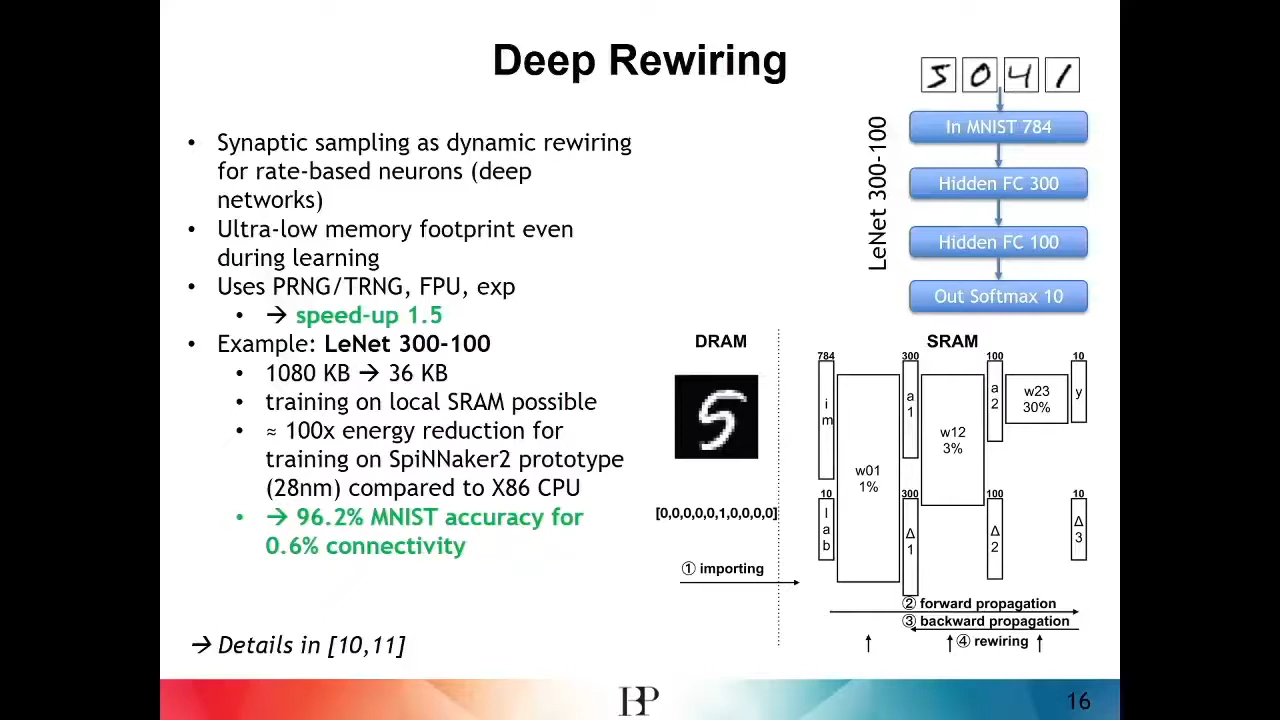 Deep Rewiring
• Synaptic sampling as dynamic rewiring
for rate-based neurons (deep
networks)
• Ultra-low memory footprint even
during learning
• Uses PRNG/TRNG, FPU, exp
• → speed-up 1.5
• Example: LeNet 300-100
• 1080 KB → 36 KB
• training on local SRAM possible
• ≈ 100x energy reduction for
training on SpiNNaker2 prototype
(28nm) compared to X86 CPU
• → 96.2% MNIST accuracy for
0.6% connectivity
→ Details in [10,11]
5 0 4 1
LeNet 300-100
In MNIST 784
Hidden FC 300
Hidden FC 100
Out Softmax 10
DRAM
5
[0,0,0,0,0,1,0,0,0,0]
① importing
SRAM
784
im
10
lab
w01
1%
300
a1
300
Δ1
w12
3%
100
a2
100
Δ2
w23
30%
10
y
10
Δ3
② forward propagation
③ backward propagation
④ rewiring
HBP
16